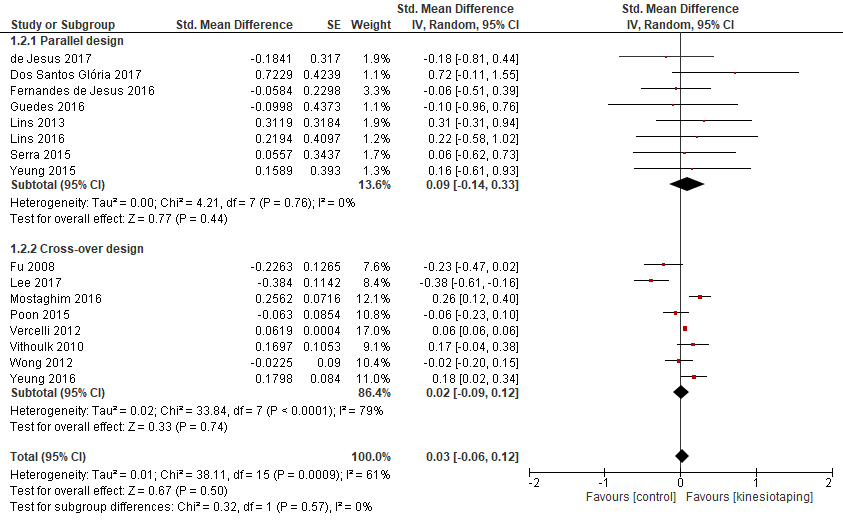 Std. Mean Difference Std. Mean Difference
Study or Subgroup Std. Mean Difference SE Weight IV, Random, 95% CI IV, Random, 95% CI
1.2.1 Parallel design
de Jesus 2017 -0.1841 0.317 1.9% -0.18 [-0.81, 0.44]
Dos Santos Glória 2017 0.7229 0.4239 1.1% 0.72 [-0.11, 1.55]
Fernandes de Jesus 2016 -0.0584 0.2298 3.3% -0.06 [-0.51, 0.39]
Guedes 2016 -0.0998 0.4373 1.1% -0.10 [-0.96, 0.76]
Lins 2013 0.3119 0.3184 1.9% 0.31 [-0.31, 0.94]
Lins 2016 0.2194 0.4097 1.2% 0.22 [-0.58, 1.02]
Serra 2015 0.0557 0.3437 1.7% 0.06 [-0.62, 0.73]
Yeung 2015 0.1589 0.393 1.3% 0.16 [-0.61, 0.93]
Subtotal (95% CI) 13.6% 0.09 [-0.14, 0.33]
Heterogeneity: Tau² = 0.00; Chi² = 4.21, df = 7 (P = 0.76); I² = 0%
Test for overall effect: Z = 0.77 (P = 0.44)
1.2.2 Cross-over design
Fu 2008 -0.2263 0.1265 7.6% -0.23 [-0.47, 0.02]
Lee 2017 -0.384 0.1142 8.4% -0.38 [-0.61, -0.16]
Mostaghim 2016 0.2562 0.0716 12.1% 0.26 [0.12, 0.40]
Poon 2015 -0.063 0.0854 10.8% -0.06 [-0.23, 0.10]
Vercelli 2012 0.0619 0.0004 17.0% 0.06 [0.06, 0.06]
Vithoulk 2010 0.1697 0.1053 9.1% 0.17 [-0.04, 0.38]
Wong 2012 -0.0225 0.09 10.4% -0.02 [-0.20, 0.15]
Yeung 2016 0.1798 0.084 11.0% 0.18 [0.02, 0.34]
Subtotal (95% CI) 86.4% 0.02 [-0.09, 0.12]
Heterogeneity: Tau² = 0.02; Chi² = 33.84, df = 7 (P < 0.0001); I² = 79%
Test for overall effect: Z = 0.33 (P = 0.74)
Total (95% CI) 100.0% 0.03 [-0.06, 0.12]
Heterogeneity: Tau² = 0.01; Chi² = 38.11, df = 15 (P = 0.0009); I² = 61%
Test for overall effect: Z = 0.67 (P = 0.50)
Test for subgroup differences: Chi² = 0.32, df = 1 (P = 0.57), I² = 0%
-2 -1 0 1 2
Favours [control] Favours [kinesiotaping]